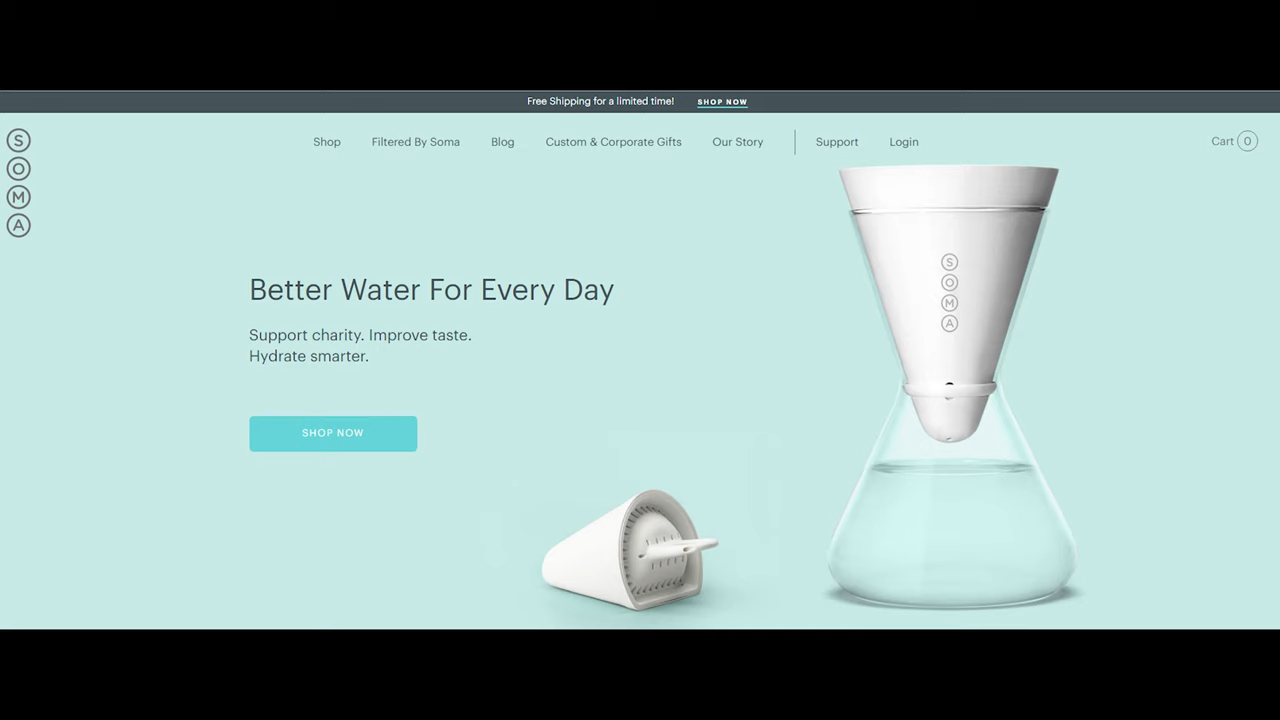 Free Shipping for a limited time! SHOP NOW
S
O
M
A
Shop Filtered By Soma Blog Custom & Corporate Gifts Our Story Support Login Cart 0
Better Water For Every Day
Support charity. Improve taste.
Hydrate smarter.
SHOP NOW
S
O
M
A